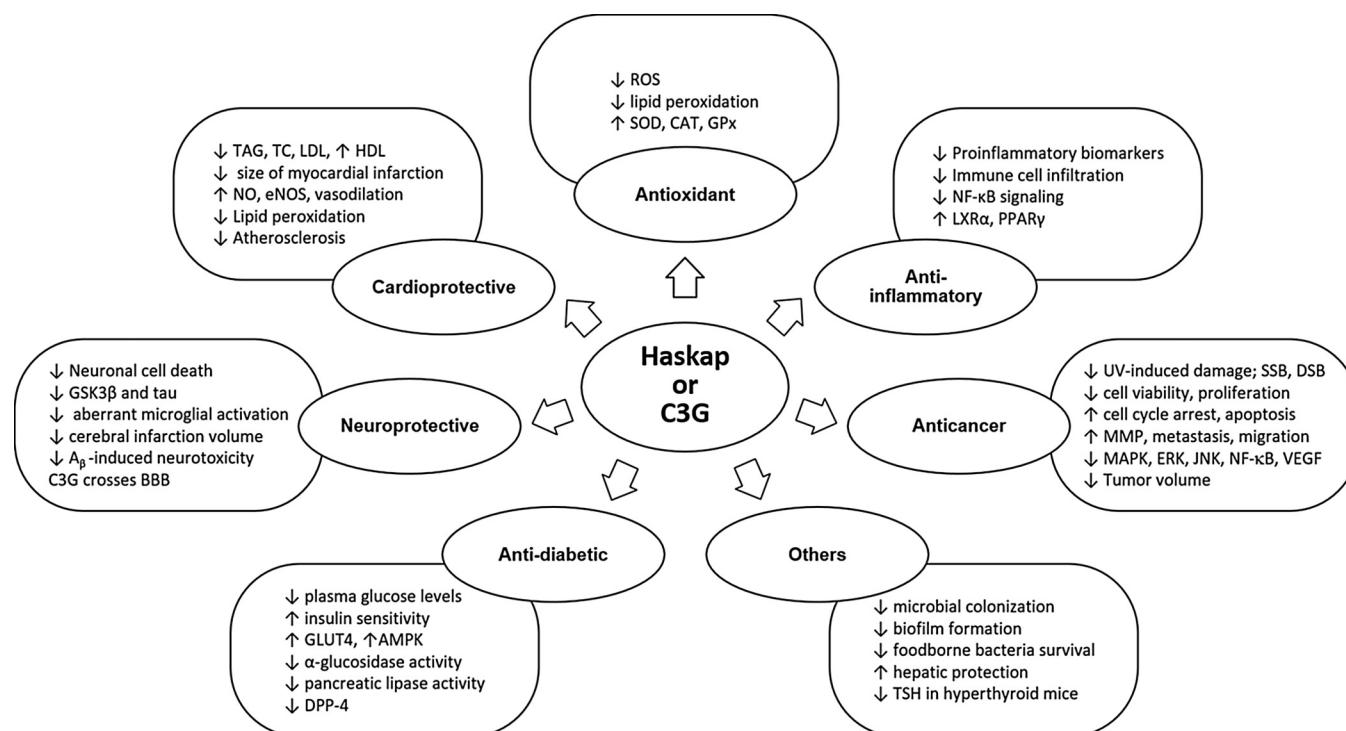 ↓ ROS
↓ lipid peroxidation
↑ SOD, CAT, GPx
Antioxidant
↓ TAG, TC, LDL, ↑ HDL
↓ size of myocardial infarction
↑ NO, eNOS, vasodilation
↓ Lipid peroxidation
↓ Atherosclerosis
Cardioprotective
↓ Proinflammatory biomarkers
↓ Immune cell infiltration
↓ NF-κB signaling
↑ LXRα, PPARγ
Anti-
inflammatory
Haskap
or
C3G
↓ Neuronal cell death
↓ GSK3β and tau
↓ aberrant microglial activation
↓ cerebral infarction volume
↓ Aβ-induced neurotoxicity
C3G crosses BBB
Neuroprotective
↓ UV-induced damage; SSB, DSB
↓ cell viability, proliferation
↑ cell cycle arrest, apoptosis
↑ MMP, metastasis, migration
↓ MAPK, ERK, JNK, NF-κB, VEGF
↓ Tumor volume
Anticancer
Anti-diabetic
↓ plasma glucose levels
↑ insulin sensitivity
↑ GLUT4, ↑AMPK
↓ α-glucosidase activity
↓ pancreatic lipase activity
↓ DPP-4
Others
↓ microbial colonization
↓ biofilm formation
↓ foodborne bacteria survival
↑ hepatic protection
↓ TSH in hyperthyroid mice